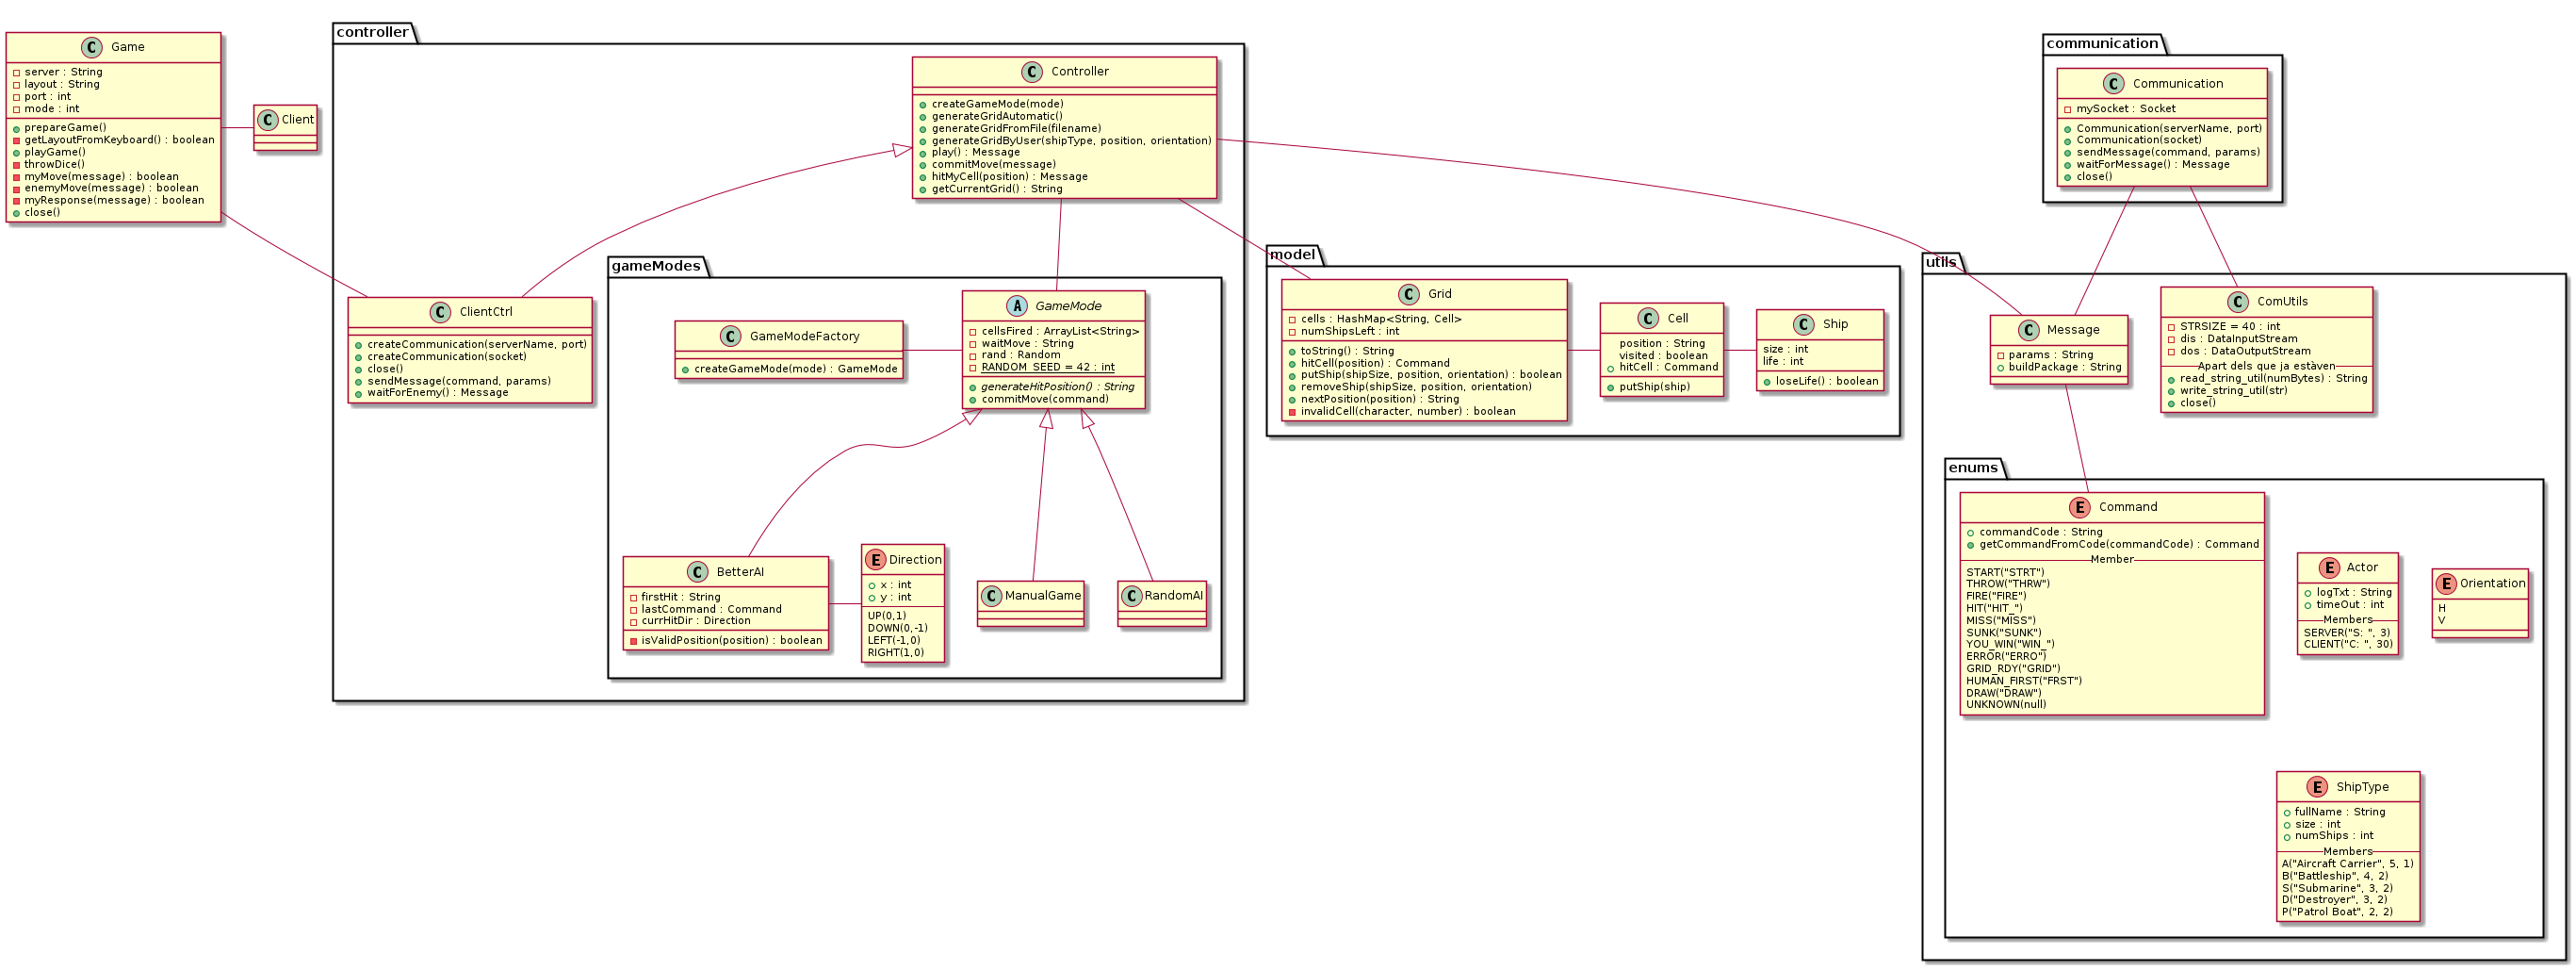 Game
server : String
layout : String
port : int
mode : int
prepareGame()
getLayoutFromKeyboard() : boolean
playGame()
throwDice()
myMove(message) : boolean
enemyMove(message) : boolean
myResponse(message) : boolean
close()
Client
controller
Controller
createGameMode(mode)
generateGridAutomatic()
generateGridFromFile(filename)
generateGridByUser(shipType, position, orientation)
play() : Message
commitMove(message)
hitMyCell(position) : Message
getCurrentGrid() : String
ClientCtrl
createCommunication(serverName, port)
createCommunication(socket)
close()
sendMessage(command, params)
waitForEnemy() : Message
gameModes
GameModeFactory
createGameMode(mode) : GameMode
GameMode
cellsFired : ArrayList<String>
waitMove : String
rand : Random
RANDOM_SEED = 42 : int
generateHitPosition() : String
commitMove(command)
BetterAI
firstHit : String
lastCommand : Command
currHitDir : Direction
isValidPosition(position) : boolean
Direction
x : int
y : int
UP(0,1)
DOWN(0,-1)
LEFT(-1,0)
RIGHT(1,0)
ManualGame
RandomAI
model
Grid
cells : HashMap<String, Cell>
numShipsLeft : int
toString() : String
hitCell(position) : Command
putShip(shipSize, position, orientation) : boolean
removeShip(shipSize, position, orientation)
nextPosition(position) : String
invalidCell(character, number) : boolean
Cell
position : String
visited : boolean
hitCell : Command
putShip(ship)
Ship
size : int
life : int
loseLife() : boolean
communication
Communication
mySocket : Socket
Communication(serverName, port)
Communication(socket)
sendMessage(command, params)
waitForMessage() : Message
close()
utils
Message
params : String
buildPackage : String
ComUtils
STRSIZE = 40 : int
dis : DataInputStream
dos : DataOutputStream
Apart dels que ja estàven
read_string_util(numBytes) : String
write_string_util(str)
close()
enums
Command
commandCode : String
getCommandFromCode(commandCode) : Command
Member
START("STRT")
THROW("THRW")
FIRE("FIRE")
HIT("HIT_")
MISS("MISS")
SUNK("SUNK")
YOU_WIN("WIN_")
ERROR("ERRO")
GRID_RDY("GRID")
HUMAN_FIRST("FRST")
DRAW("DRAW")
UNKNOWN(null)
Actor
logTxt : String
timeOut : int
Members
SERVER("S: ", 3)
CLIENT("C: ", 30)
Orientation
H
V
ShipType
fullName : String
size : int
numShips : int
Members
A("Aircraft Carrier", 5, 1)
B("Battleship", 4, 2)
S("Submarine", 3, 2)
D("Destroyer", 3, 2)
P("Patrol Boat", 2, 2)